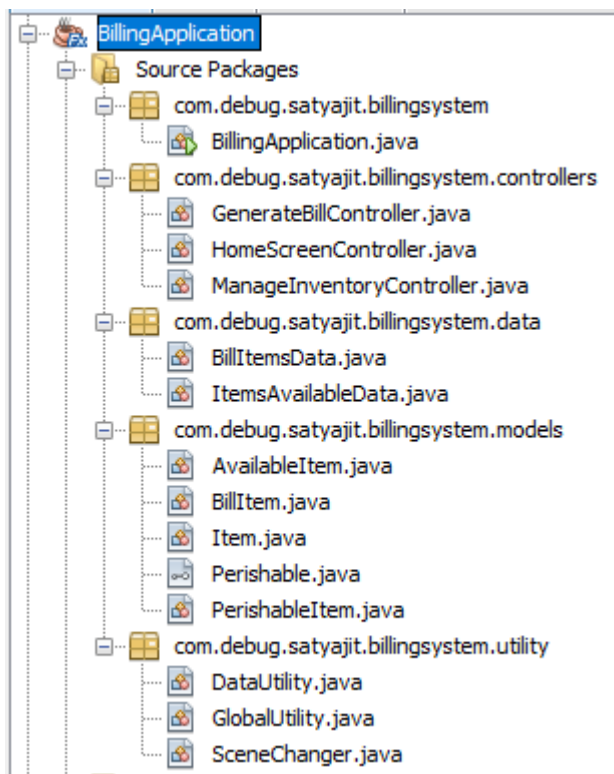 BillingApplication
Source Packages
com.debug.satyajit.billingsystem
BillingApplication.java
com.debug.satyajit.billingsystem.controllers
GenerateBillController.java
HomeScreenController.java
ManageInventoryController.java
com.debug.satyajit.billingsystem.data
BillItemsData.java
ItemsAvailableData.java
com.debug.satyajit.billingsystem.models
AvailableItem.java
BillItem.java
Item.java
Perishable.java
PerishableItem.java
com.debug.satyajit.billingsystem.utility
DataUtility.java
GlobalUtility.java
SceneChanger.java